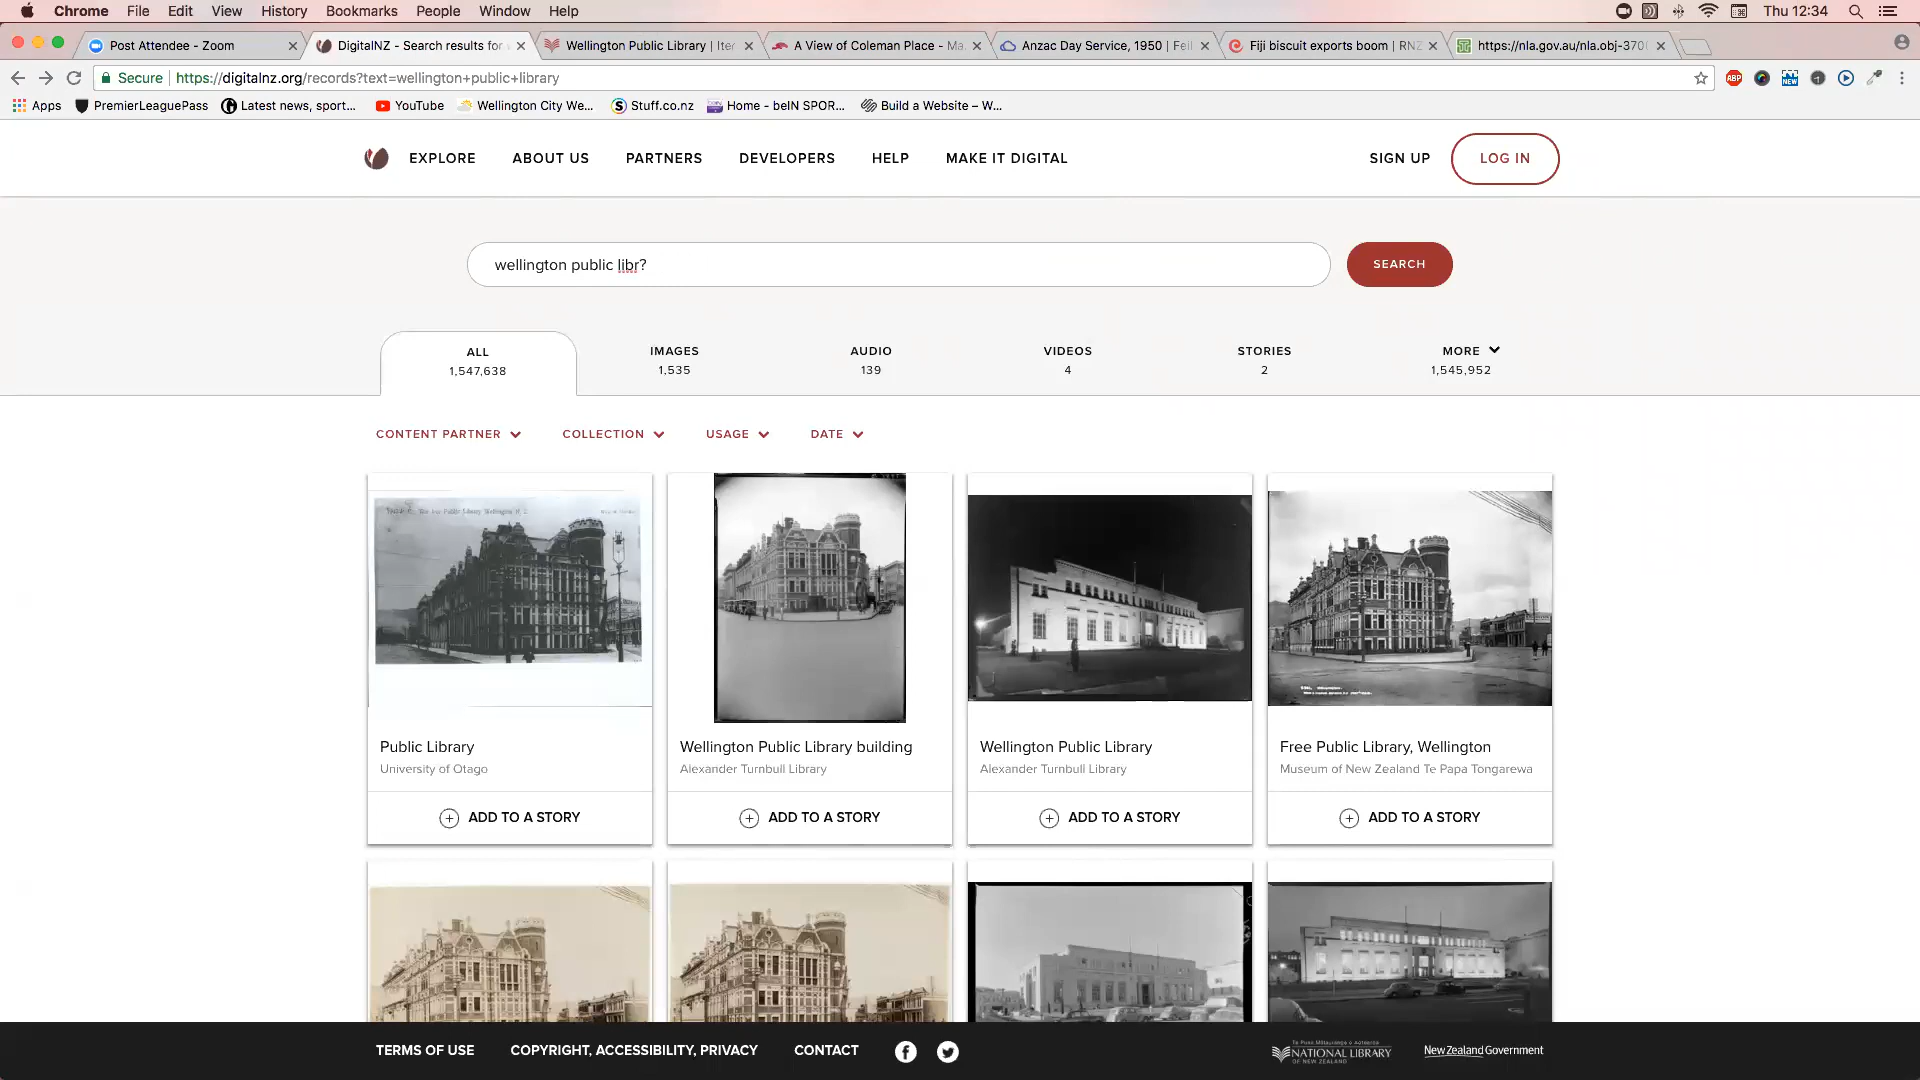 Chrome File Edit View History Bookmarks People Window Help Thu 12:34
Post Attendee - Zoom DigitalNZ - Search results for Wellington Public Library | Iter A View of Coleman Place - Ma Anzac Day Service, 1950 | Feil Fiji biscuit exports boom | RNZ https://nla.gov.au/nla.obj-370
Secure https://digitalnz.org/records?text=wellington+public+library
Apps PremierLeaguePass Latest news, sport... YouTube Wellington City We... Stuff.co.nz Home - beIN SPOR... Build a Website – W...
EXPLORE ABOUT US PARTNERS DEVELOPERS HELP MAKE IT DIGITAL SIGN UP LOG IN
wellington public libr? SEARCH
ALL IMAGES AUDIO VIDEOS STORIES MORE
1,547,638 1,535 139 4 2 1,545,952
CONTENT PARTNER COLLECTION USAGE DATE
Public Library Wellington Public Library building Wellington Public Library Free Public Library, Wellington
University of Otago Alexander Turnbull Library Alexander Turnbull Library Museum of New Zealand Te Papa Tongarewa
ADD TO A STORY ADD TO A STORY ADD TO A STORY ADD TO A STORY
TERMS OF USE COPYRIGHT, ACCESSIBILITY, PRIVACY CONTACT NATIONAL LIBRARY New Zealand Government
OF NEW ZEALAND